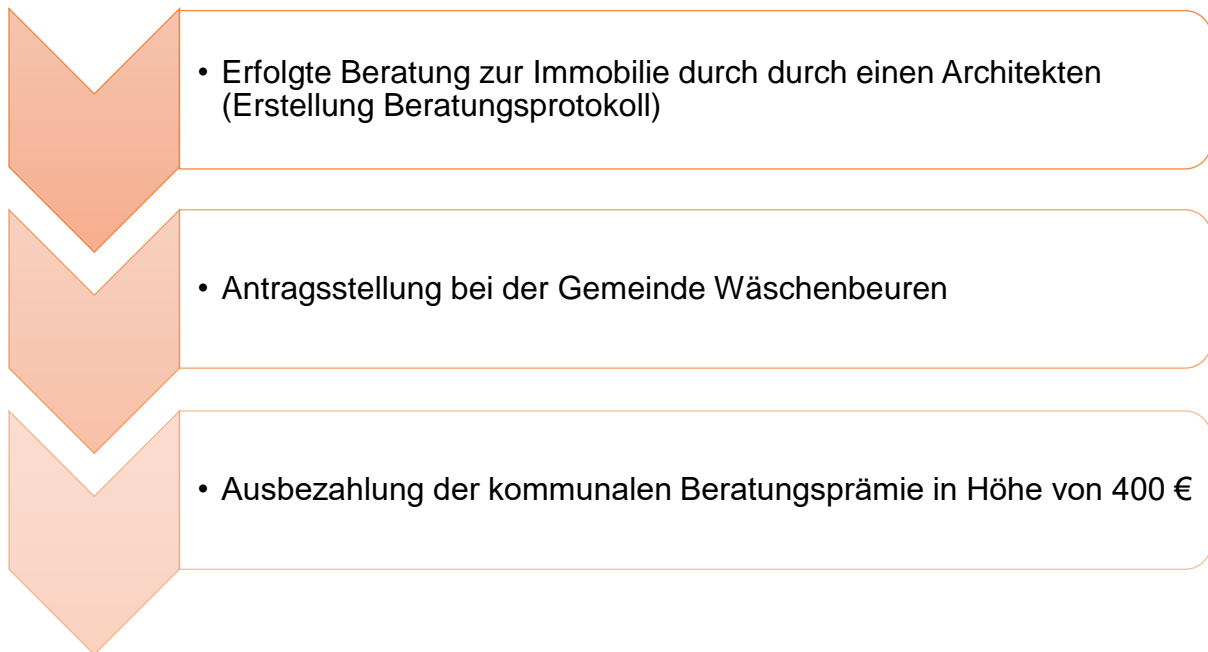 • Erfolgte Beratung zur Immobilie durch durch einen Architekten
(Erstellung Beratungsprotokoll)
• Antragsstellung bei der Gemeinde Wäschenbeuren
• Ausbezahlung der kommunalen Beratungsprämie in Höhe von 400 €